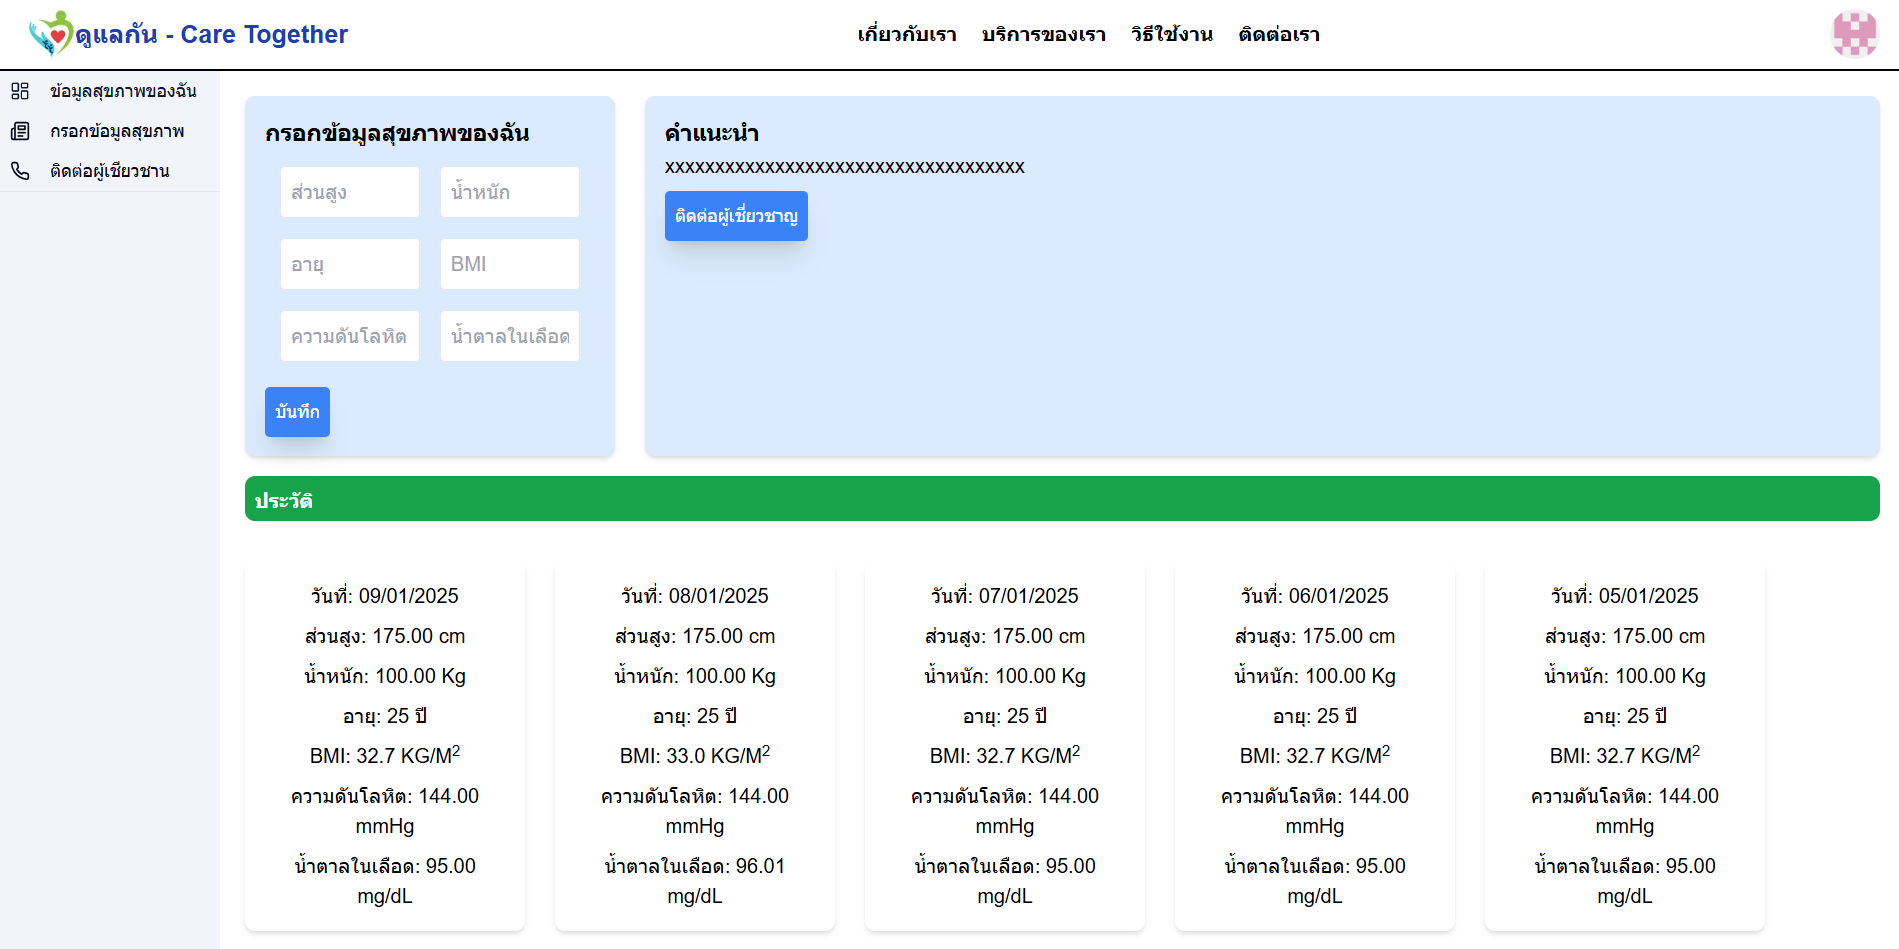 ดูแลกัน - Care Together
เกี่ยวกับเรา บริการของเรา วิธีใช้งาน ติดต่อเรา
ข้อมูลสุขภาพของฉัน
กรอกข้อมูลสุขภาพ
ติดต่อผู้เชียวชาน
กรอกข้อมูลสุขภาพของฉัน
ส่วนสูง น้ำหนัก
อายุ BMI
ความดันโลหิต น้ำตาลในเลือด
บันทึก
คำแนะนำ
xxxxxxxxxxxxxxxxxxxxxxxxxxxxxxxxxxxx
ติดต่อผู้เชี่ยวชาญ
ประวัติ
วันที่: 09/01/2025
ส่วนสูง: 175.00 cm
น้ำหนัก: 100.00 Kg
อายุ: 25 ปี
BMI: 32.7 KG/M²
ความดันโลหิต: 144.00
mmHg
น้ำตาลในเลือด: 95.00
mg/dL
วันที่: 08/01/2025
ส่วนสูง: 175.00 cm
น้ำหนัก: 100.00 Kg
อายุ: 25 ปี
BMI: 33.0 KG/M²
ความดันโลหิต: 144.00
mmHg
น้ำตาลในเลือด: 96.01
mg/dL
วันที่: 07/01/2025
ส่วนสูง: 175.00 cm
น้ำหนัก: 100.00 Kg
อายุ: 25 ปี
BMI: 32.7 KG/M²
ความดันโลหิต: 144.00
mmHg
น้ำตาลในเลือด: 95.00
mg/dL
วันที่: 06/01/2025
ส่วนสูง: 175.00 cm
น้ำหนัก: 100.00 Kg
อายุ: 25 ปี
BMI: 32.7 KG/M²
ความดันโลหิต: 144.00
mmHg
น้ำตาลในเลือด: 95.00
mg/dL
วันที่: 05/01/2025
ส่วนสูง: 175.00 cm
น้ำหนัก: 100.00 Kg
อายุ: 25 ปี
BMI: 32.7 KG/M²
ความดันโลหิต: 144.00
mmHg
น้ำตาลในเลือด: 95.00
mg/dL